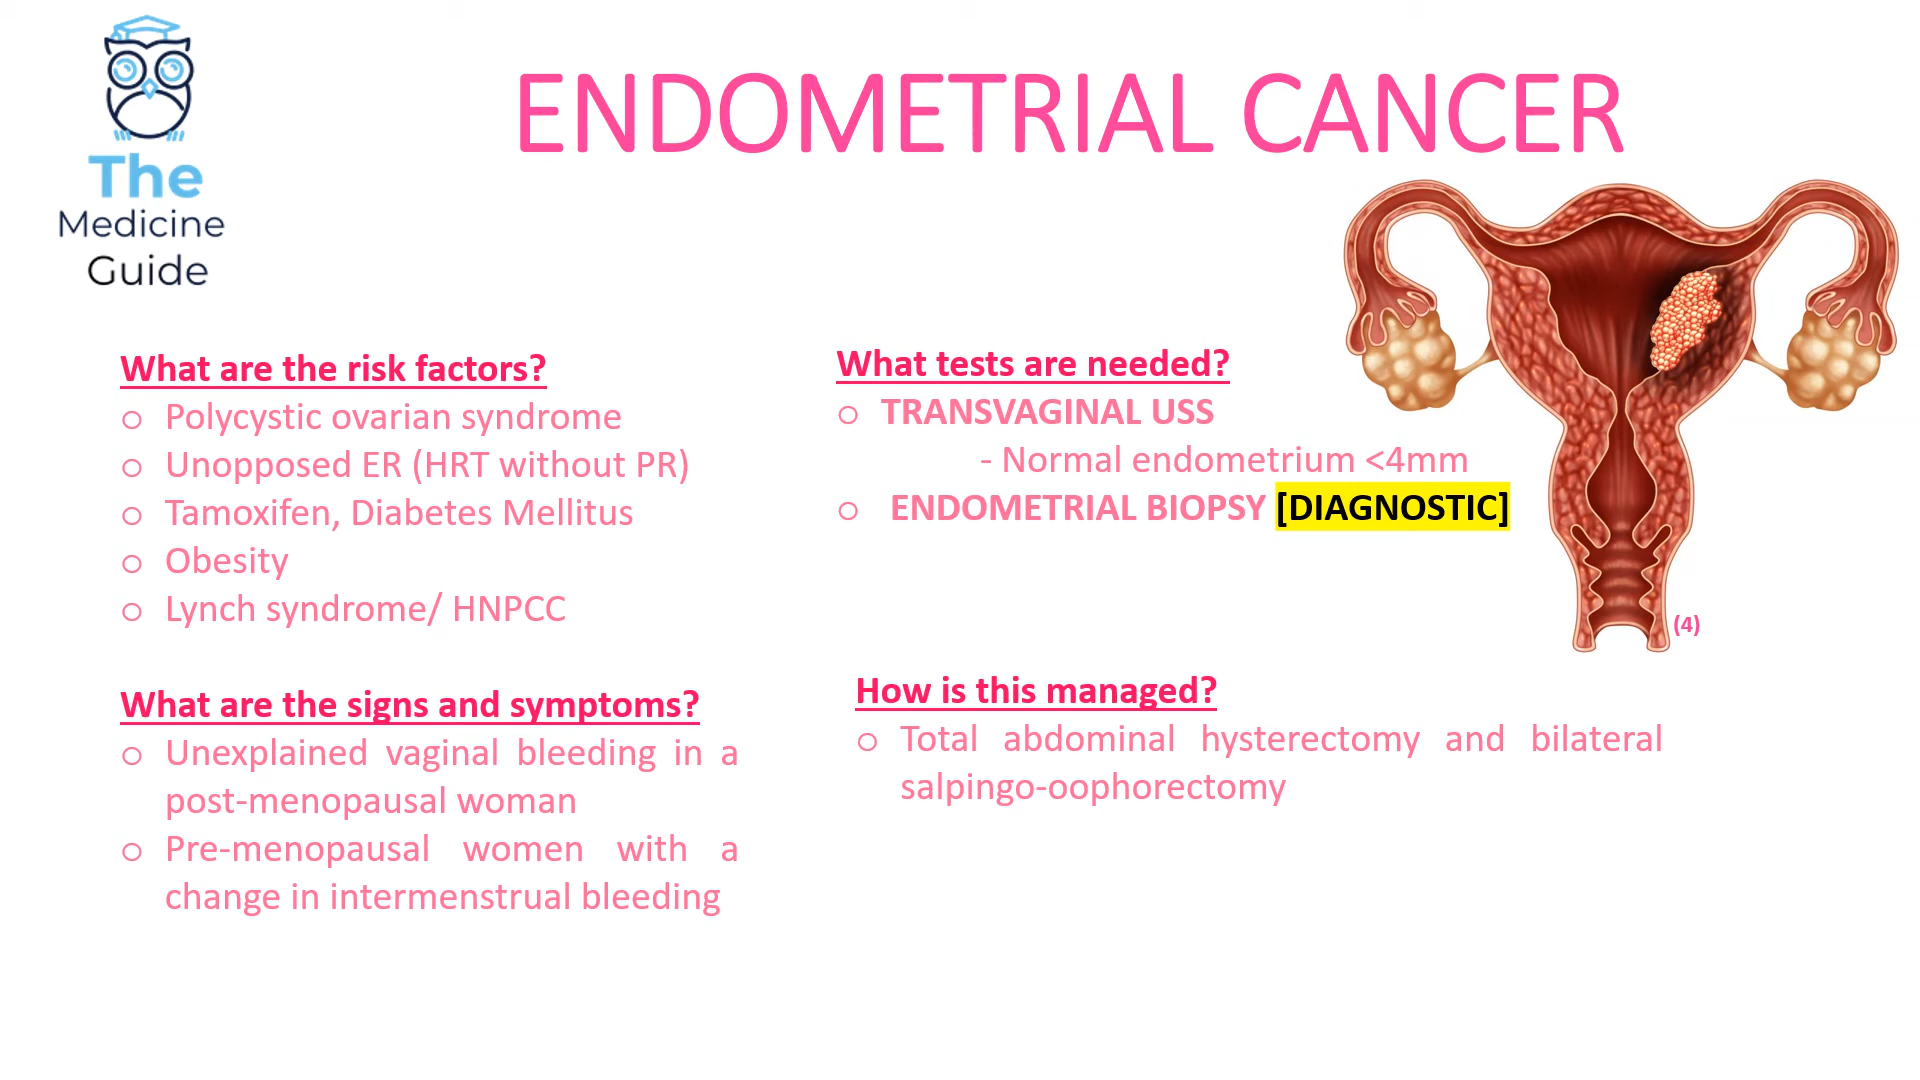 The
Medicine
Guide
ENDOMETRIAL CANCER
What are the risk factors?
o Polycystic ovarian syndrome
o Unopposed ER (HRT without PR)
o Tamoxifen, Diabetes Mellitus
o Obesity
o Lynch syndrome/ HNPCC
What are the signs and symptoms?
o Unexplained vaginal bleeding in a
post-menopausal woman
o Pre-menopausal women with a
change in intermenstrual bleeding
What tests are needed?
o TRANSVAGINAL USS
- Normal endometrium <4mm
o ENDOMETRIAL BIOPSY [DIAGNOSTIC]
(4)
How is this managed?
o Total abdominal hysterectomy and bilateral
salpingo-oophorectomy